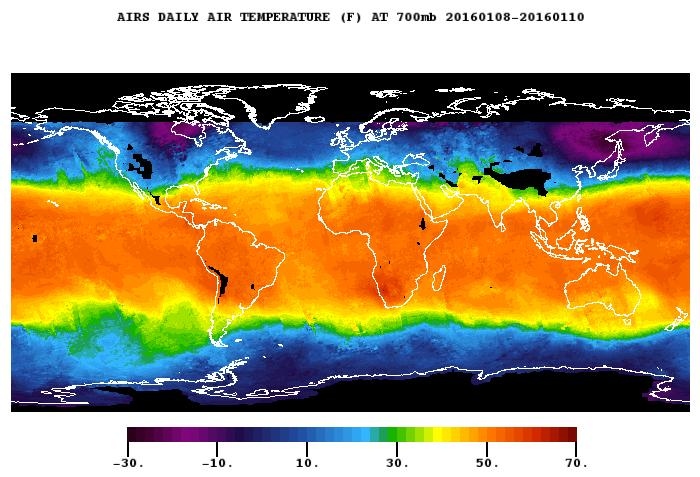 AIRS DAILY AIR TEMPERATURE (F) AT 700mb 20160108-20160110
-30. -10. 10. 30. 50. 70.